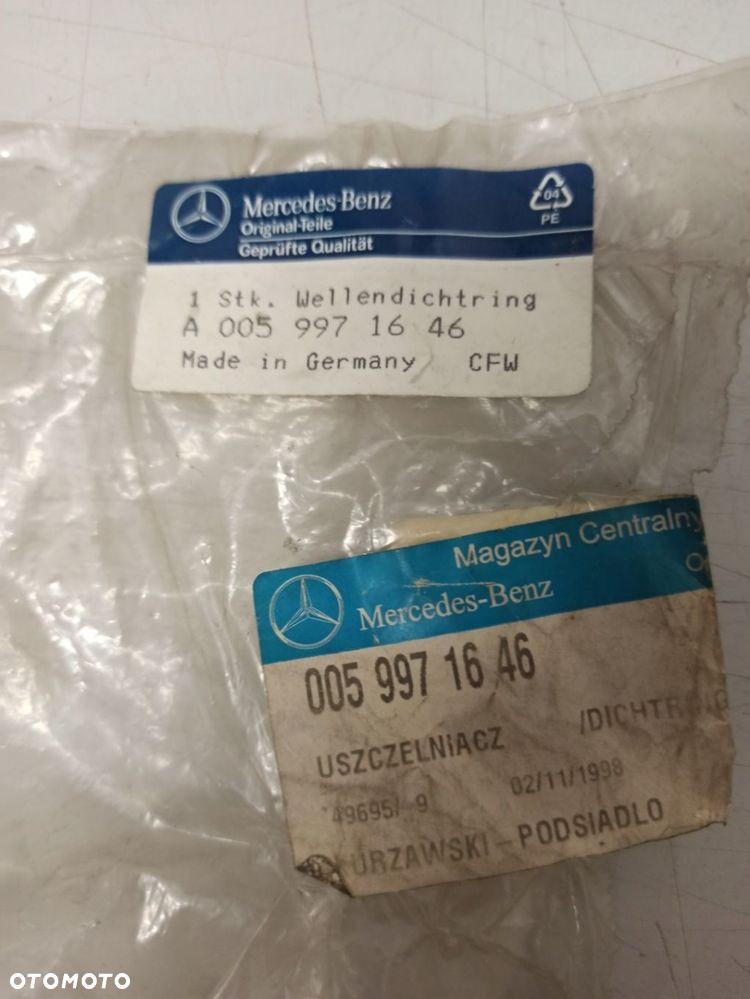 Mercedes-Benz
Original-Teile
Geprüfte Qualität
04
PE
1 Stk. Wellendichtring
A 005 997 16 46
Made in Germany CFW
Magazyn Centralny
Mercedes-Benz
005 997 16 46
USZCZELNIACZ /DICHTRING
49695/ 9 02/11/1998
URZAWSKI-PODSIADLO
OTOMOTO